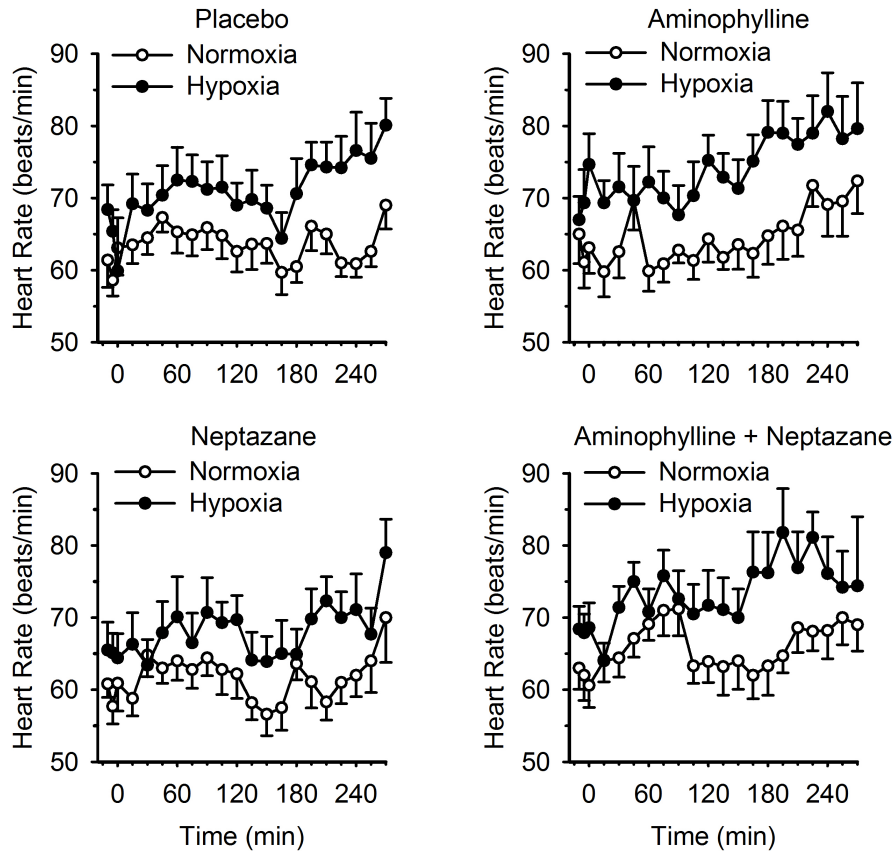 Placebo
Heart Rate (beats/min)
90
80
70
60
50
Normoxia
Hypoxia
0 60 120 180 240
Aminophylline
Heart Rate (beats/min)
90
80
70
60
50
Normoxia
Hypoxia
0 60 120 180 240
Neptazane
Heart Rate (beats/min)
90
80
70
60
50
Normoxia
Hypoxia
0 60 120 180 240
Time (min)
Aminophylline + Neptazane
Heart Rate (beats/min)
90
80
70
60
50
Normoxia
Hypoxia
0 60 120 180 240
Time (min)